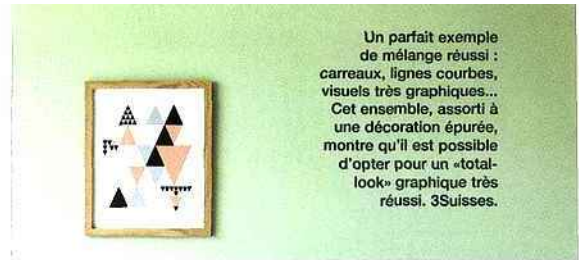 Un parfait exemple
de mélange réussi :
carreaux, lignes courbes,
visuels très graphiques...
Cet ensemble, assorti à
une décoration épurée,
montre qu'il est possible
d'opter pour un «total-
look» graphique très
réussi. 3Suisses.